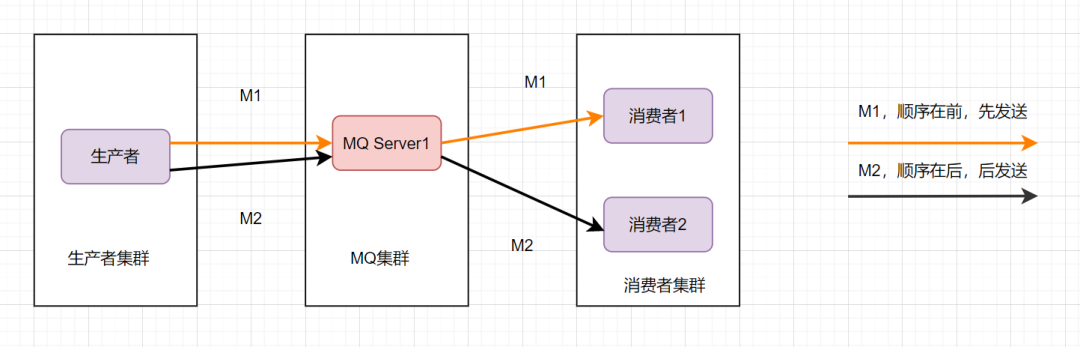 M1
M1
M1，顺序在前，先发送
生产者
MQ Server1
消费者1
M2，顺序在后，后发送
M2
消费者2
M2
生产者集群
MQ集群
消费者集群